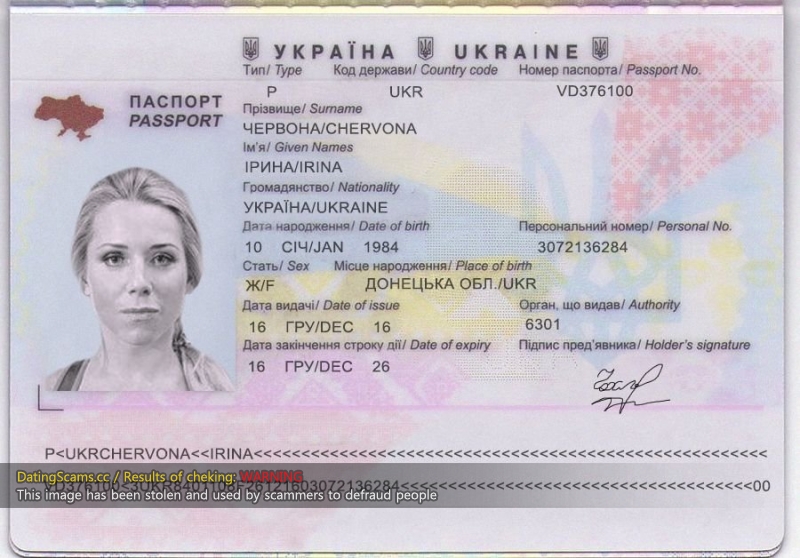 УКРАЇНА UKRAINE
Тип/ Type Код держави/ Country code Номер паспорта/ Passport No.
P UKR VD376100
ПАСПОРТ
PASSPORT
Прізвище/ Surname
ЧЕРВОНА/CHERVONA
Ім'я/ Given Names
ІРИНА/IRINA
Громадянство/ Nationality
УКРАЇНА/UKRAINE
Дата народження/ Date of birth Персональний номер/ Personal No.
10 СІЧ/JAN 1984 3072136284
Стать/ Sex Місце народження/ Place of birth
Ж/F ДОНЕЦЬКА ОБЛ./UKR
Дата видачі/ Date of issue Орган, що видав/ Authority
16 ГРУ/DEC 16 6301
Дата закінчення строку дії/ Date of expiry Підпис пред'явника/ Holder's signature
16 ГРУ/DEC 26
P<UKRCHERVONA<<IRINA<<<<<<<<<<<<<<<<<<<<<<<<<<<<<<<<<<<<<<<<
DatingScams.cc / Results of cheking: WARNING
This image has been stolen and used by scammers to defraud people